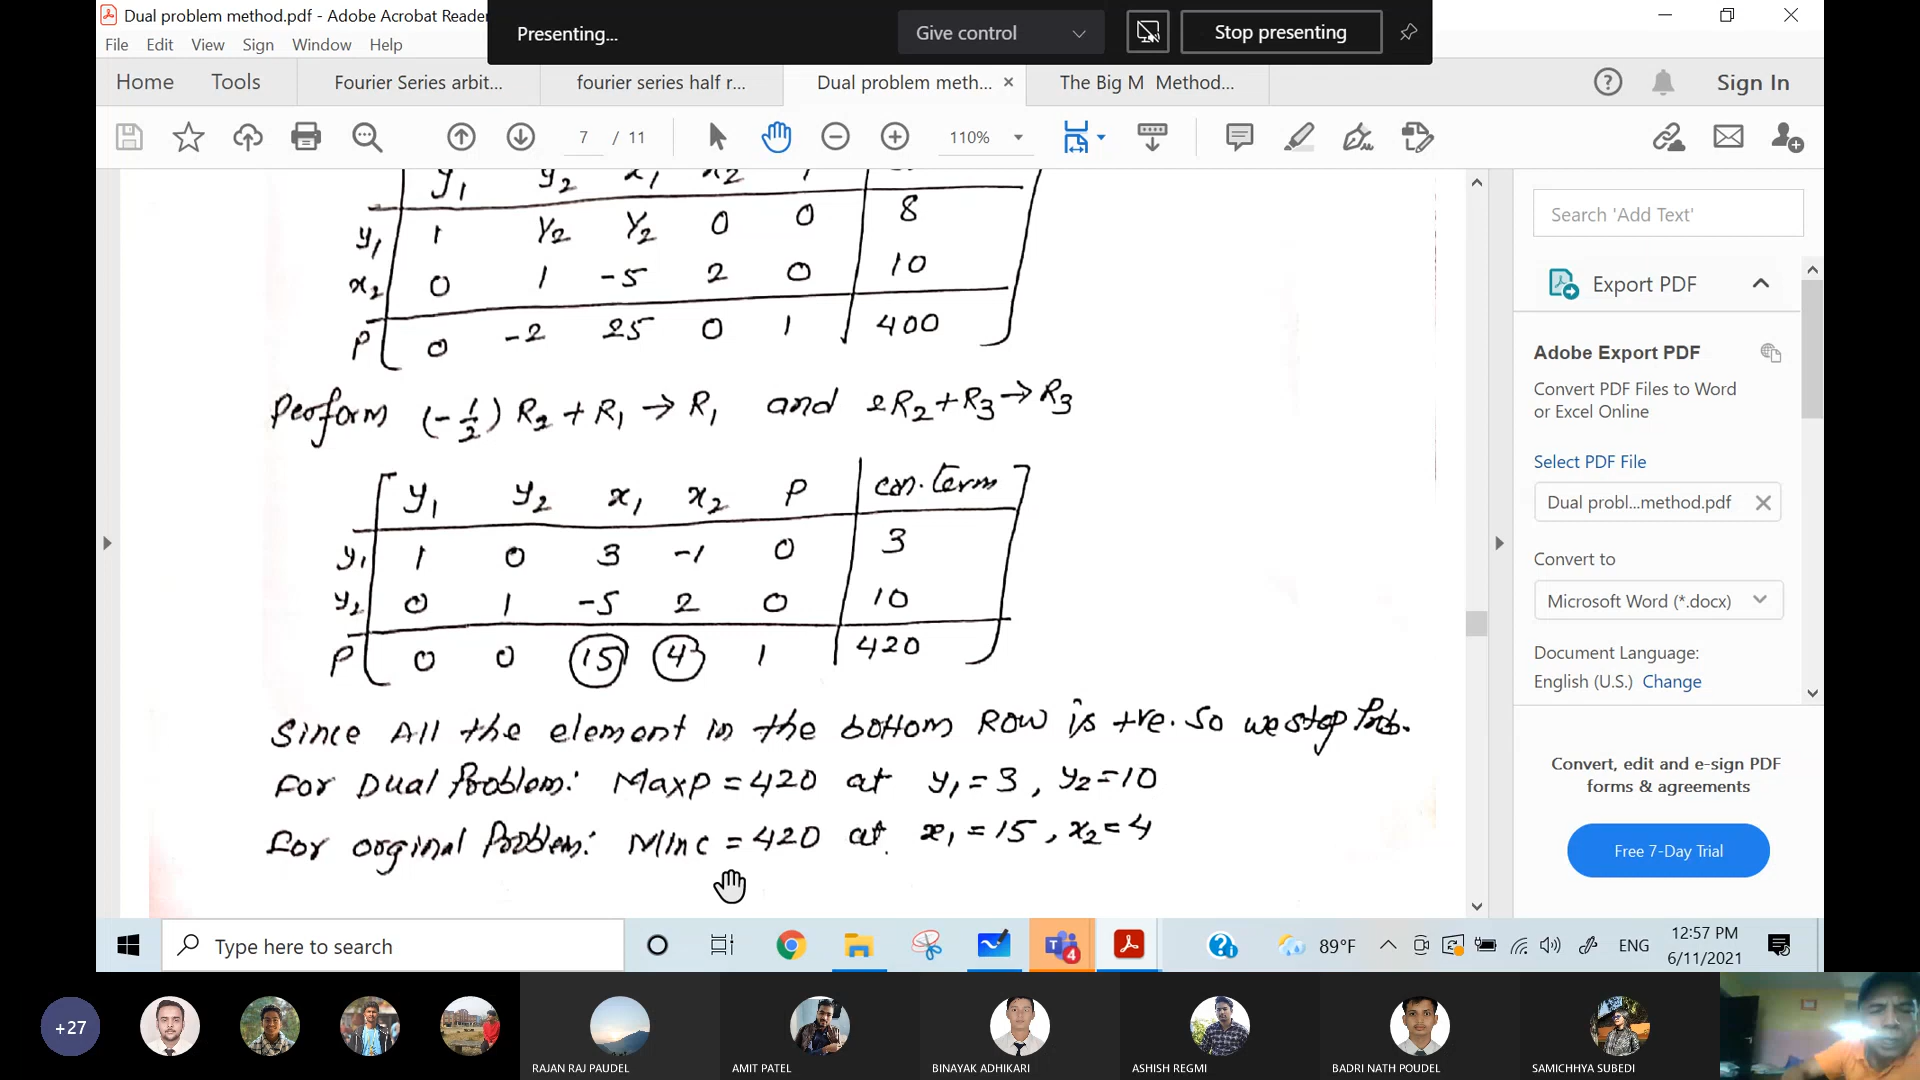 Dual problem method.pdf - Adobe Acrobat Reader
Presenting...
Give control
Stop presenting
File Edit View Sign Window Help
Home Tools Fourier Series arbit... fourier series half r... Dual problem meth... × The Big M Method... Sign In
7 / 11 110%
y1 y2 x1 x2
y1 1 1/2 1/2 0 0 8
x2 0 1 -5 2 0 10
P 0 -2 25 0 1 400
Perform (-1/2) R2 + R1 → R1 and 2R2 + R3 → R3
y1 y2 x1 x2 P con. term
y1 1 0 3 -1 0 3
y2 0 1 -5 2 0 10
P 0 0 15 4 1 420
Since All the element in the bottom Row is +ve. So we stop Prob.
For Dual Problem: Max P = 420 at y1 = 3, y2 = 10
For orginal Problem: Min C = 420 at x1 = 15, x2 = 4
Search 'Add Text'
Export PDF
Adobe Export PDF
Convert PDF Files to Word
or Excel Online
Select PDF File
Dual probl...method.pdf
Convert to
Microsoft Word (*.docx)
Document Language:
English (U.S.) Change
Convert, edit and e-sign PDF
forms & agreements
Free 7-Day Trial
Type here to search
4
89°F
ENG
12:57 PM
6/11/2021
+27
RAJAN RAJ PAUDEL
AMIT PATEL
BINAYAK ADHIKARI
ASHISH REGMI
BADRI NATH POUDEL
SAMICHHYA SUBEDI